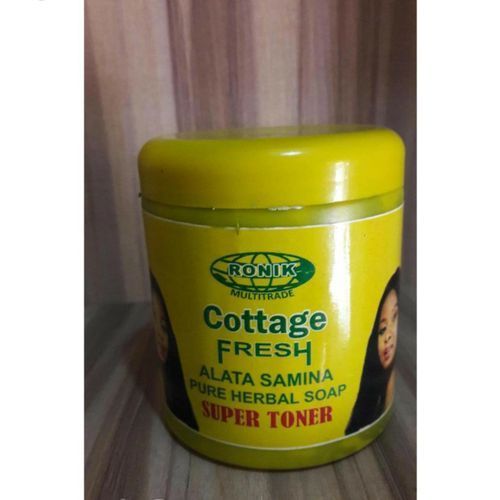 RONIK
MULTITRADE
Cottage
FRESH
ALATA SAMINA
PURE HERBAL SOAP
SUPER TONER